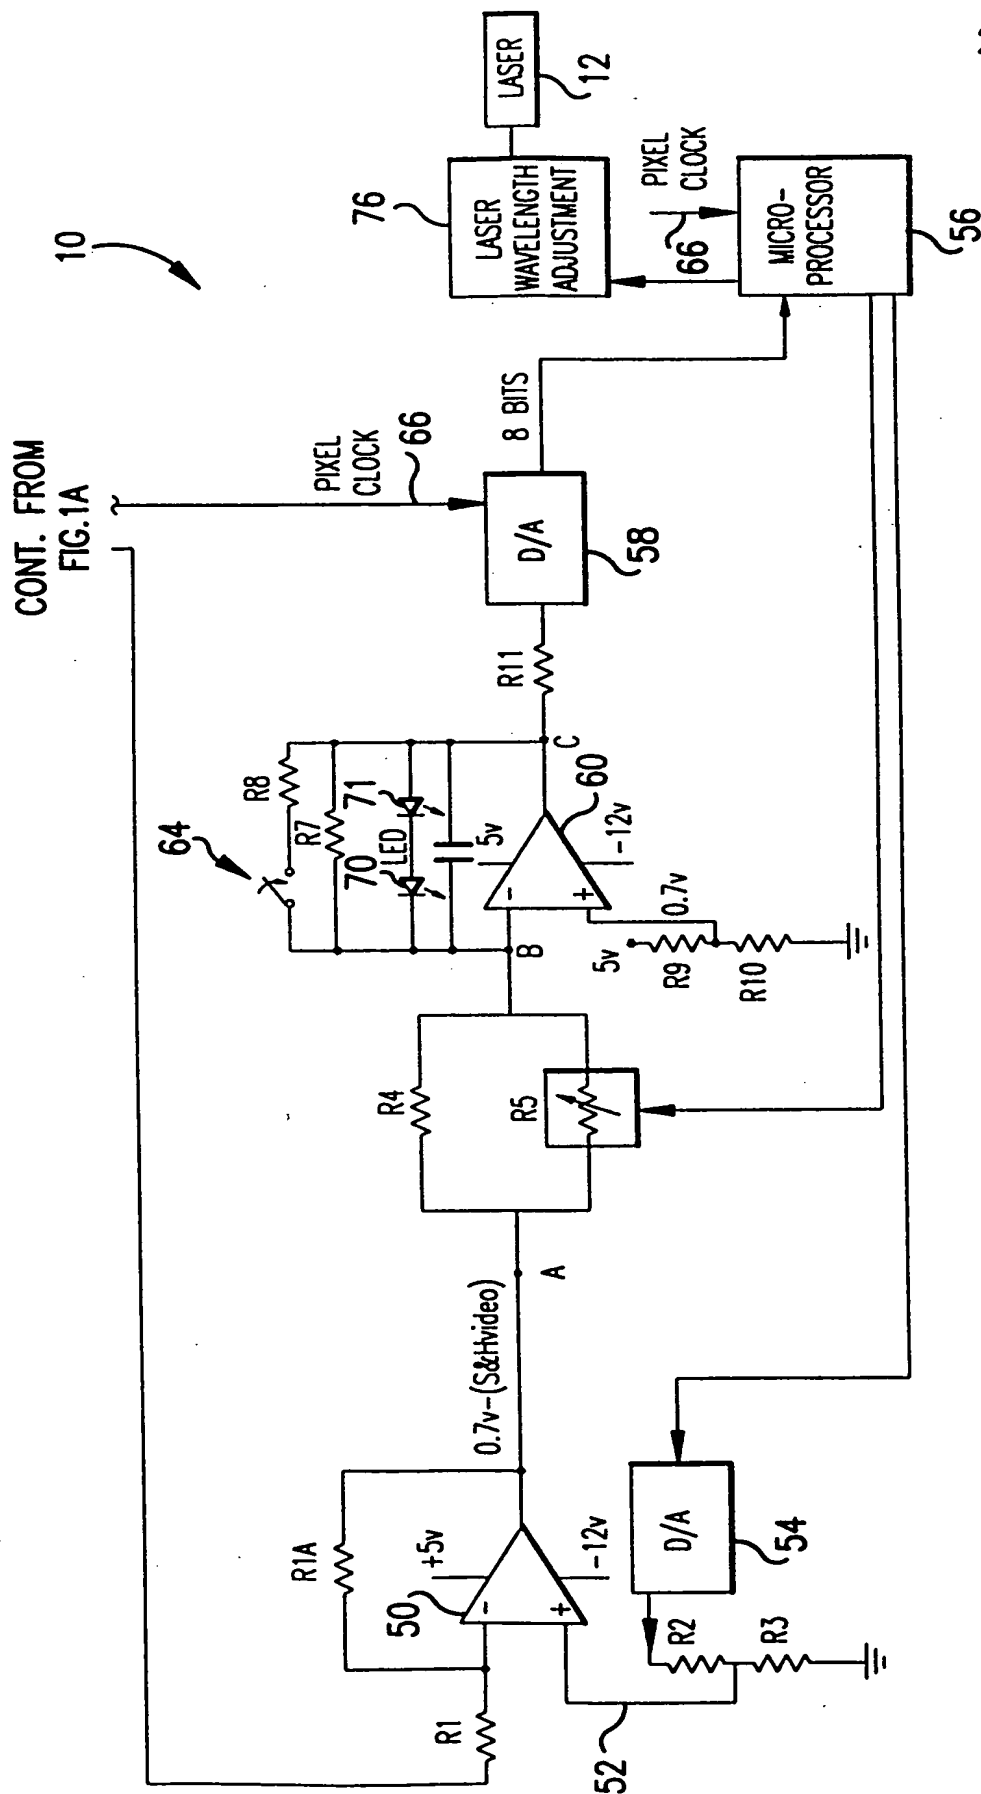 CONT. FROM
FIG.1A
10
LASER
12
76
LASER
WAVELENGTH
ADJUSTMENT
PIXEL
CLOCK
66
MICRO-
PROCESSOR
56
8 BITS
PIXEL
CLOCK
66
D/A
58
R11
C
64
R8
R7
71
70
LED
5v
60
-12v
-
+
B
0.7v
5v
R9
R10
R4
R5
A
0.7v-(S&Hvideo)
R1A
+5v
50
-
+
-12v
R1
52
D/A
54
R2
R3